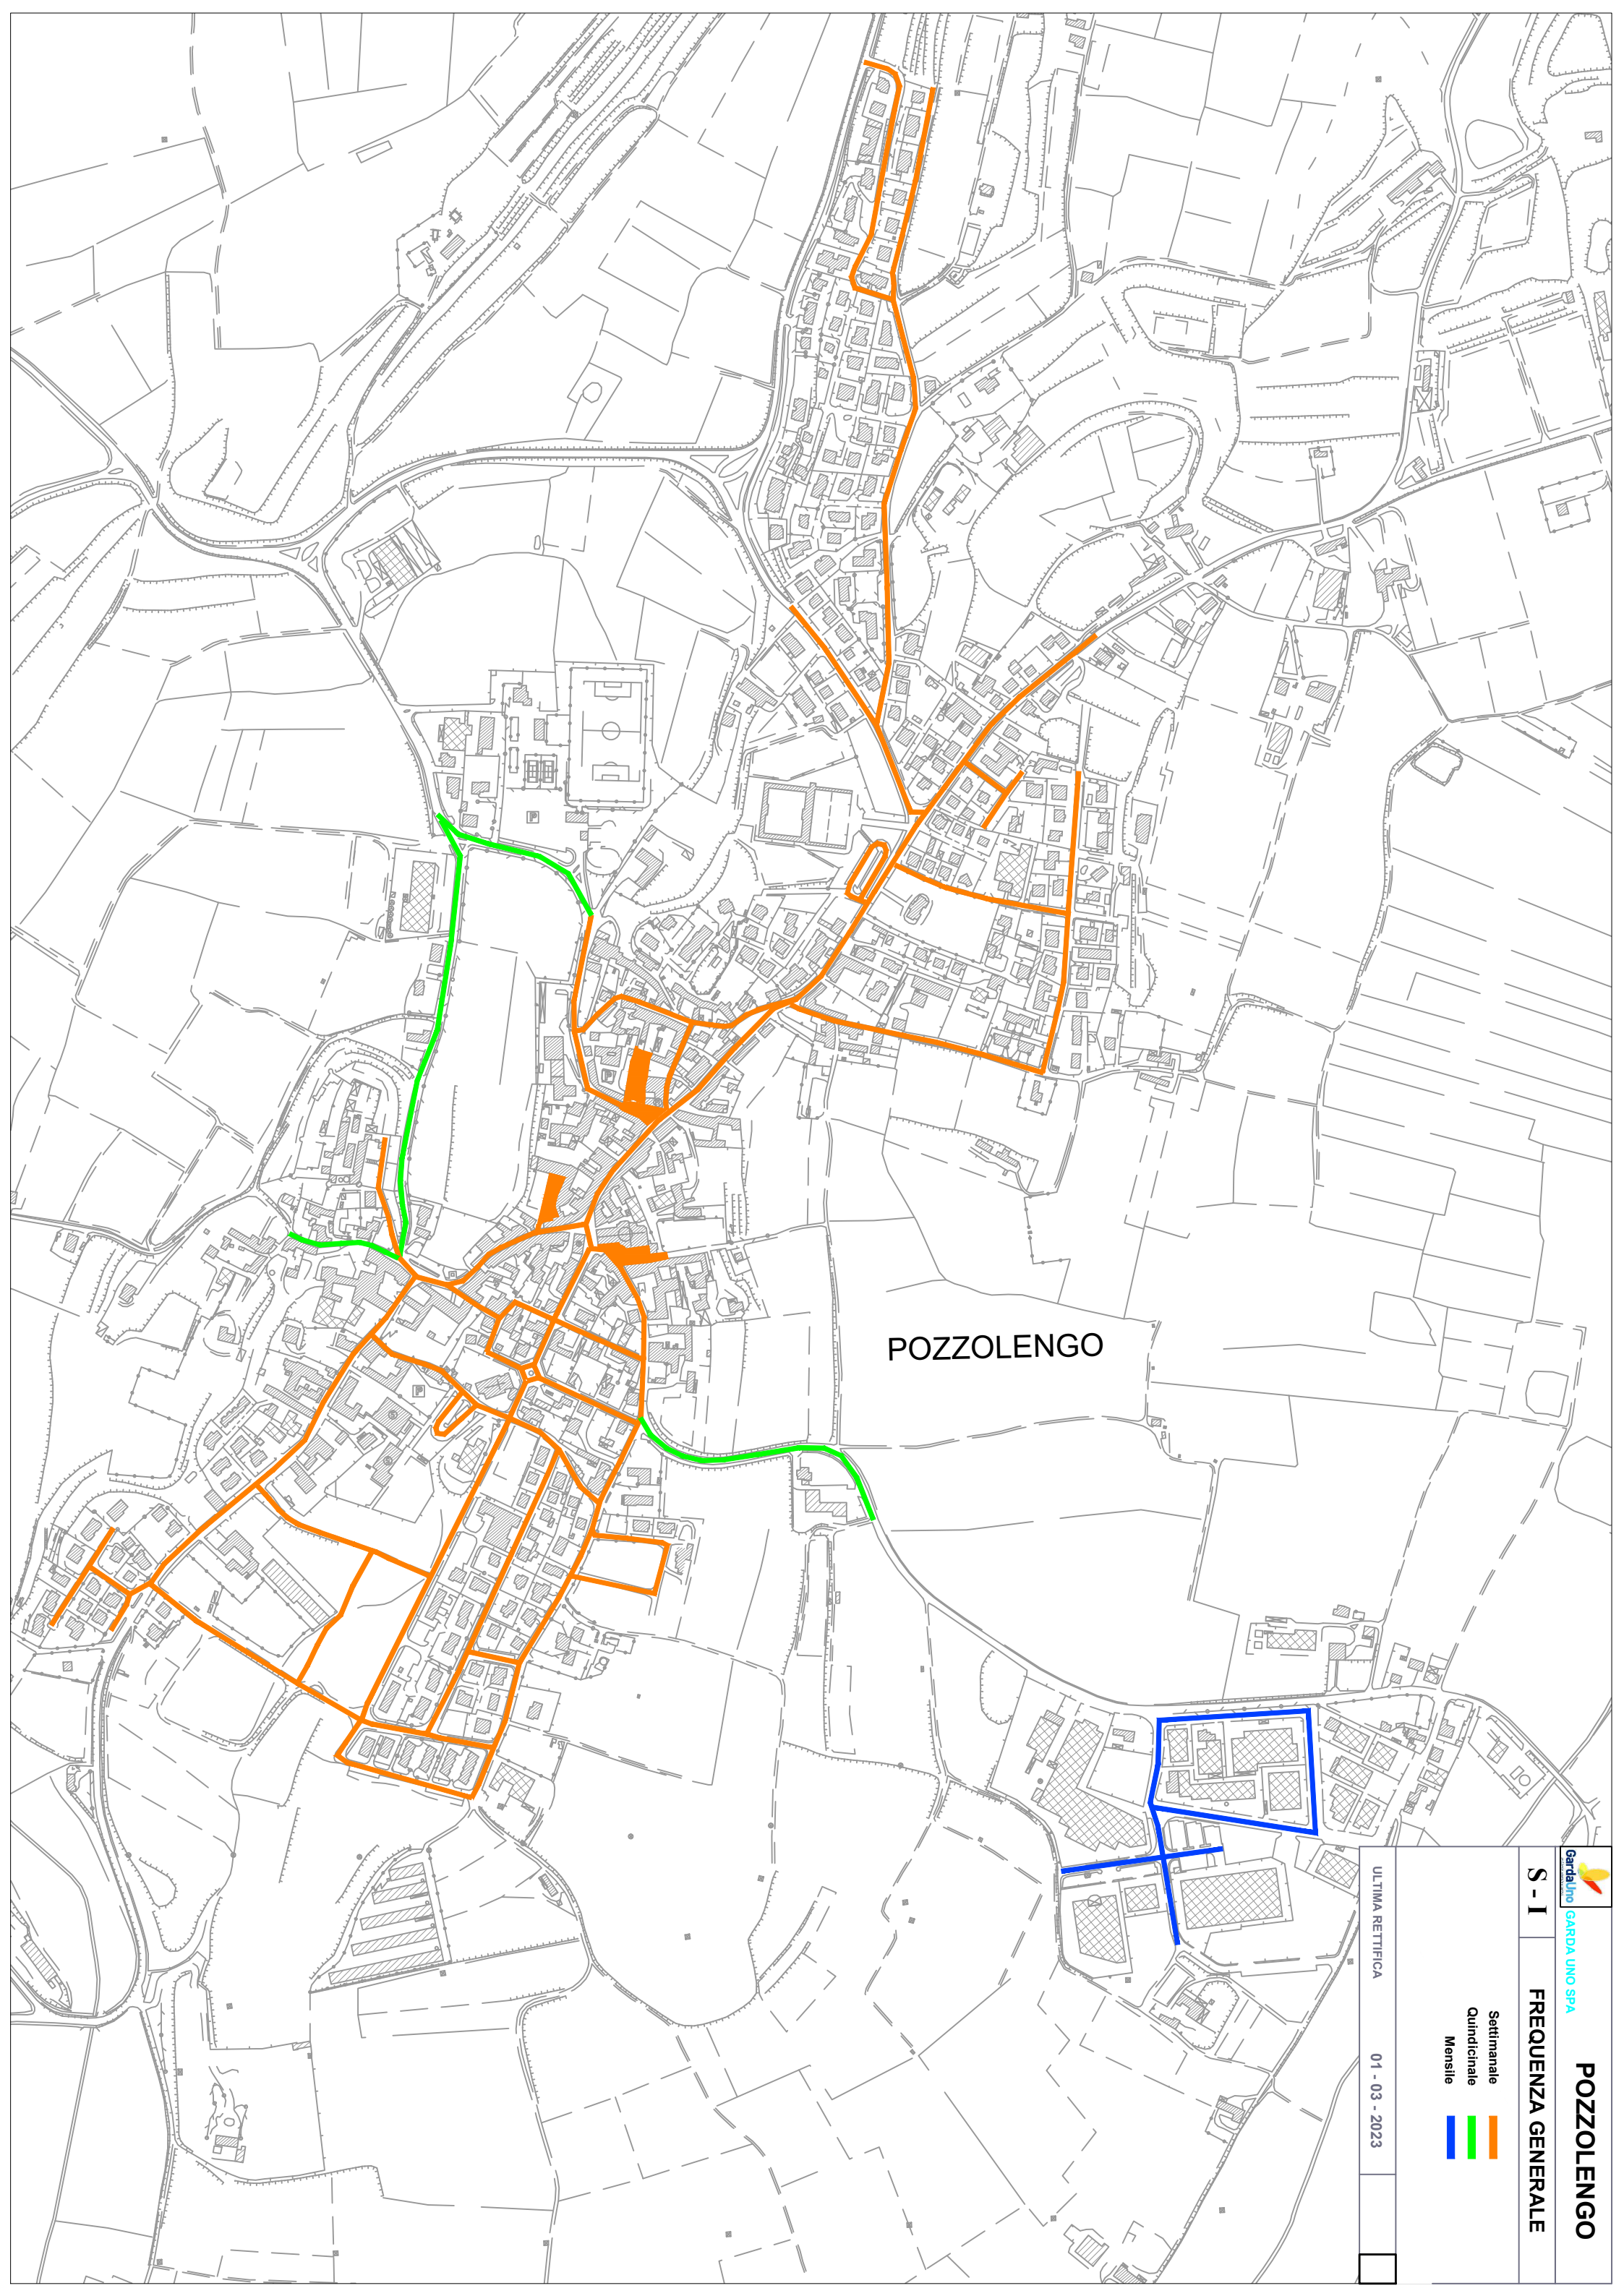 POZZOLENGO
GardaUno
GARDA UNO SPA
POZZOLENGO
S - I
FREQUENZA GENERALE
Settimanale
Quindicinale
Mensile
ULTIMA RETTIFICA
01 - 03 - 2023
P
P
P